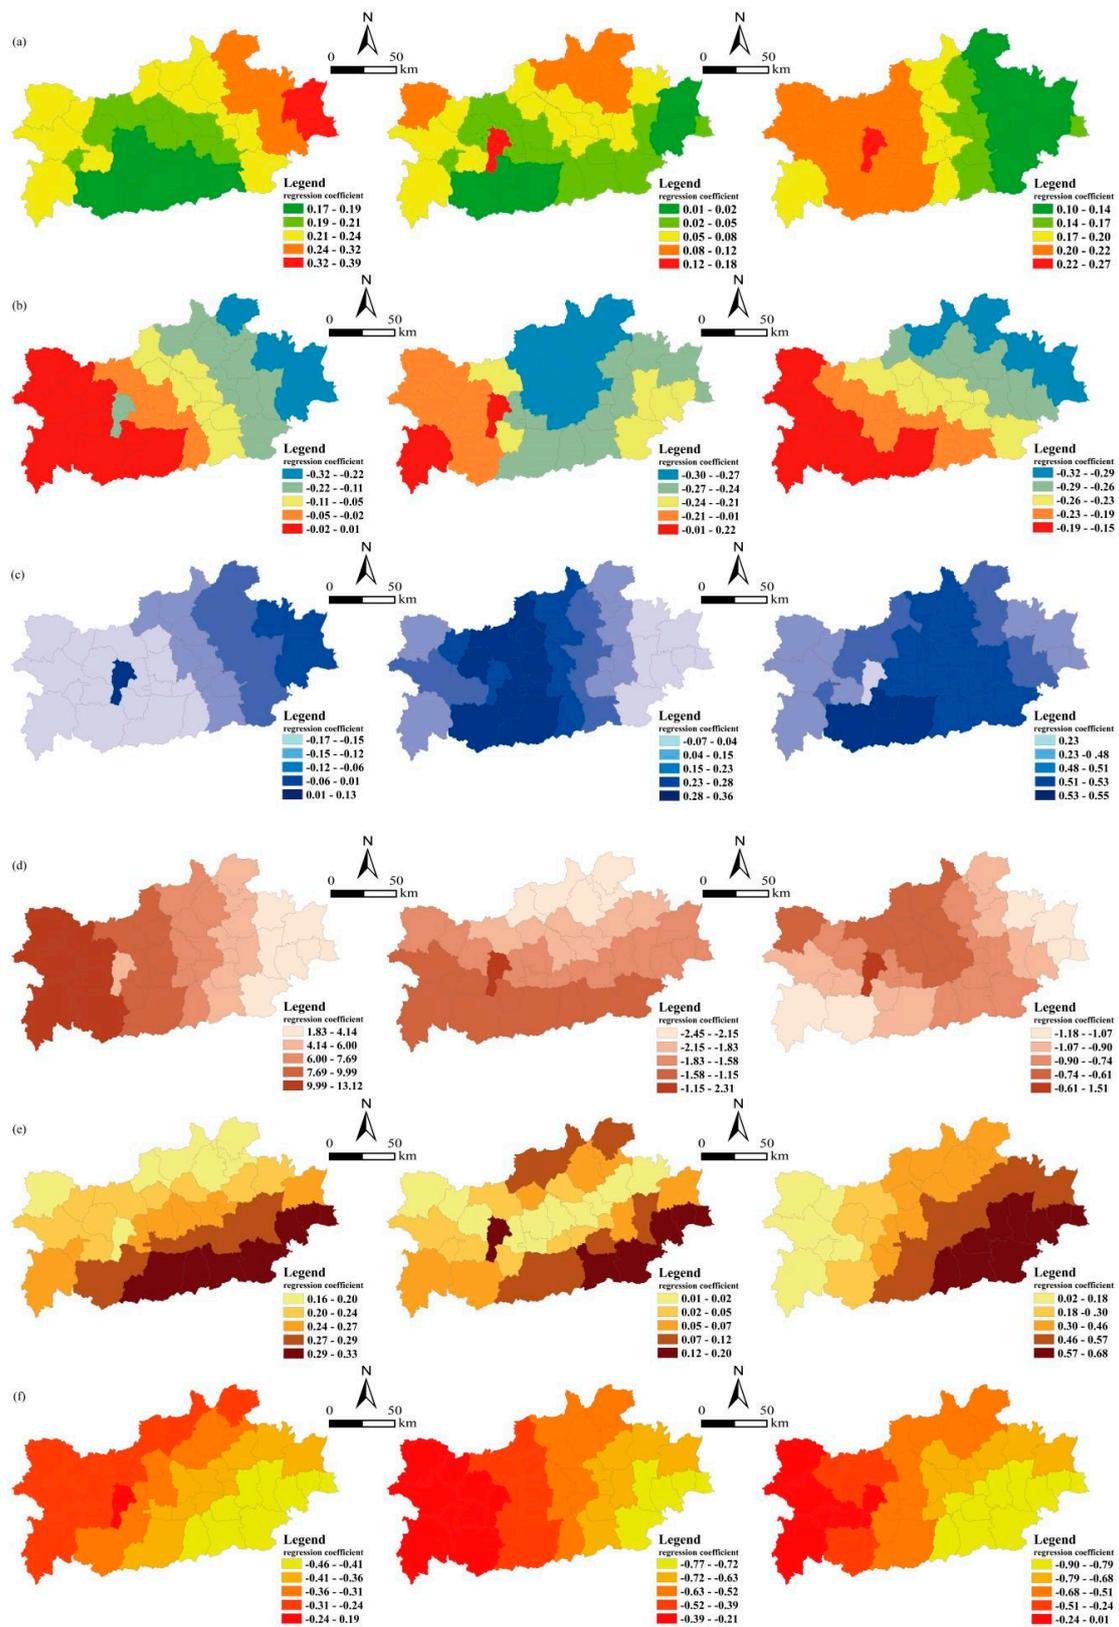 (a)
N
0 50
km
Legend
regression coefficient
0.17 - 0.19
0.19 - 0.21
0.21 - 0.24
0.24 - 0.32
0.32 - 0.39
N
0 50
km
Legend
regression coefficient
0.01 - 0.02
0.02 - 0.05
0.05 - 0.08
0.08 - 0.12
0.12 - 0.18
Legend
regression coefficient
0.10 - 0.14
0.14 - 0.17
0.17 - 0.20
0.20 - 0.22
0.22 - 0.27
(b)
N
0 50
km
Legend
regression coefficient
-0.32 - -0.22
-0.22 - -0.11
-0.11 - -0.05
-0.05 - -0.02
-0.02 - 0.01
N
0 50
km
Legend
regression coefficient
-0.30 - -0.27
-0.27 - -0.24
-0.24 - -0.21
-0.21 - -0.01
-0.01 - 0.22
Legend
regression coefficient
-0.32 - -0.29
-0.29 - -0.26
-0.26 - -0.23
-0.23 - -0.19
-0.19 - -0.15
(c)
N
0 50
km
Legend
regression coefficient
-0.17 - -0.15
-0.15 - -0.12
-0.12 - -0.06
-0.06 - 0.01
0.01 - 0.13
N
0 50
km
Legend
regression coefficient
-0.07 - 0.04
0.04 - 0.15
0.15 - 0.23
0.23 - 0.28
0.28 - 0.36
Legend
regression coefficient
0.23
0.23 -0 .48
0.48 - 0.51
0.51 - 0.53
0.53 - 0.55
(d)
N
0 50
km
Legend
regression coefficient
1.83 - 4.14
4.14 - 6.00
6.00 - 7.69
7.69 - 9.99
9.99 - 13.12
N
0 50
km
Legend
regression coefficient
-2.45 - -2.15
-2.15 - -1.83
-1.83 - -1.58
-1.58 - -1.15
-1.15 - 2.31
Legend
regression coefficient
-1.18 - -1.07
-1.07 - -0.90
-0.90 - -0.74
-0.74 - -0.61
-0.61 - 1.51
(e)
N
0 50
km
Legend
regression coefficient
0.16 - 0.20
0.20 - 0.24
0.24 - 0.27
0.27 - 0.29
0.29 - 0.33
N
0 50
km
Legend
regression coefficient
0.01 - 0.02
0.02 - 0.05
0.05 - 0.07
0.07 - 0.12
0.12 - 0.20
Legend
regression coefficient
0.02 - 0.18
0.18 -0.30
0.30 - 0.46
0.46 - 0.57
0.57 - 0.68
(f)
N
0 50
km
Legend
regression coefficient
-0.46 - -0.41
-0.41 - -0.36
-0.36 - -0.31
-0.31 - -0.24
-0.24 - 0.19
N
0 50
km
Legend
regression coefficient
-0.77 - -0.72
-0.72 - -0.63
-0.63 - -0.52
-0.52 - -0.39
-0.39 - -0.21
Legend
regression coefficient
-0.90 - -0.79
-0.79 - -0.68
-0.68 - -0.51
-0.51 - -0.24
-0.24 - 0.01